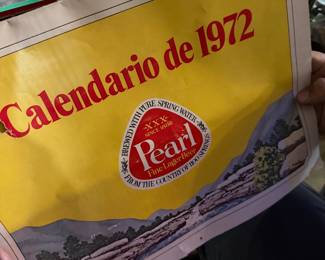 Calendario de 1972
BREWED WITH PURE SPRING WATER
XXX
SINCE 1886
Pearl
Fine Lager Beer
FROM THE COUNTRY OF 1100 SPRINGS